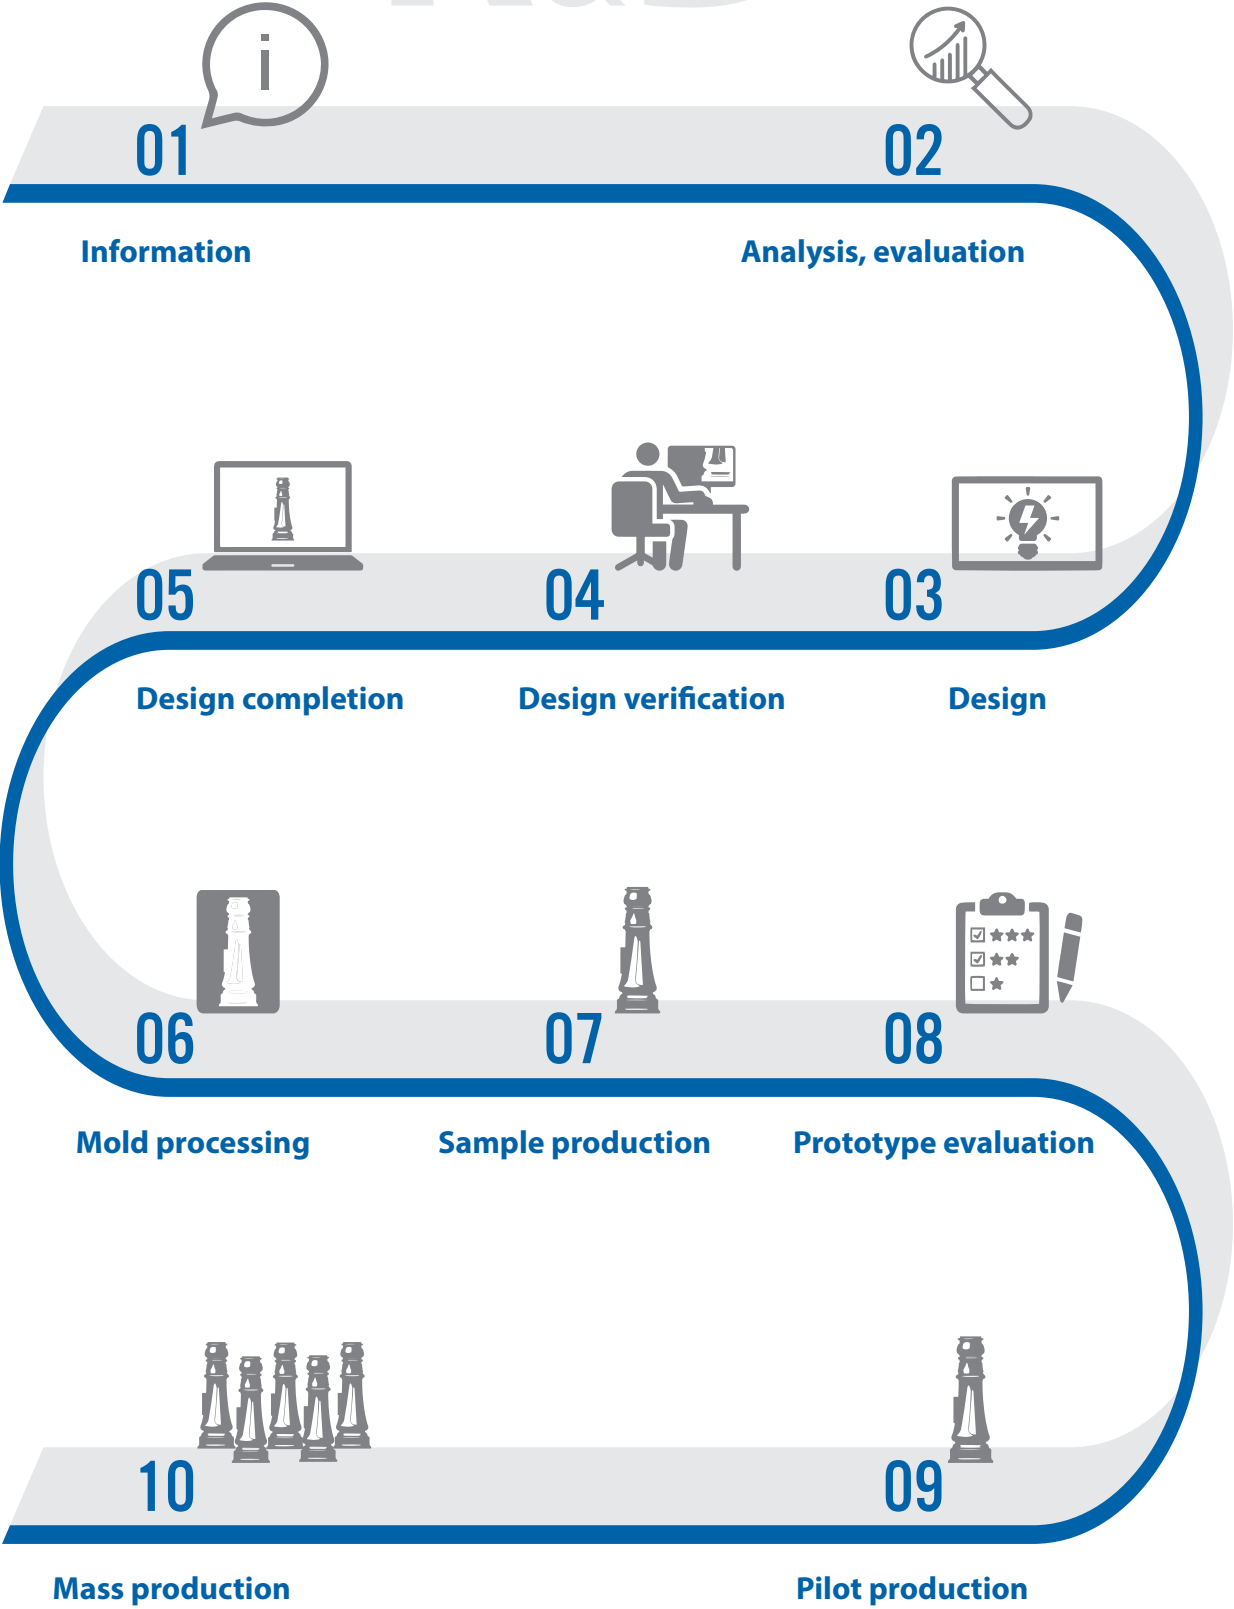 i
01
02
Information
Analysis, evaluation
05
04
03
Design completion
Design verification
Design
06
07
08
Mold processing
Sample production
Prototype evaluation
10
09
Mass production
Pilot production